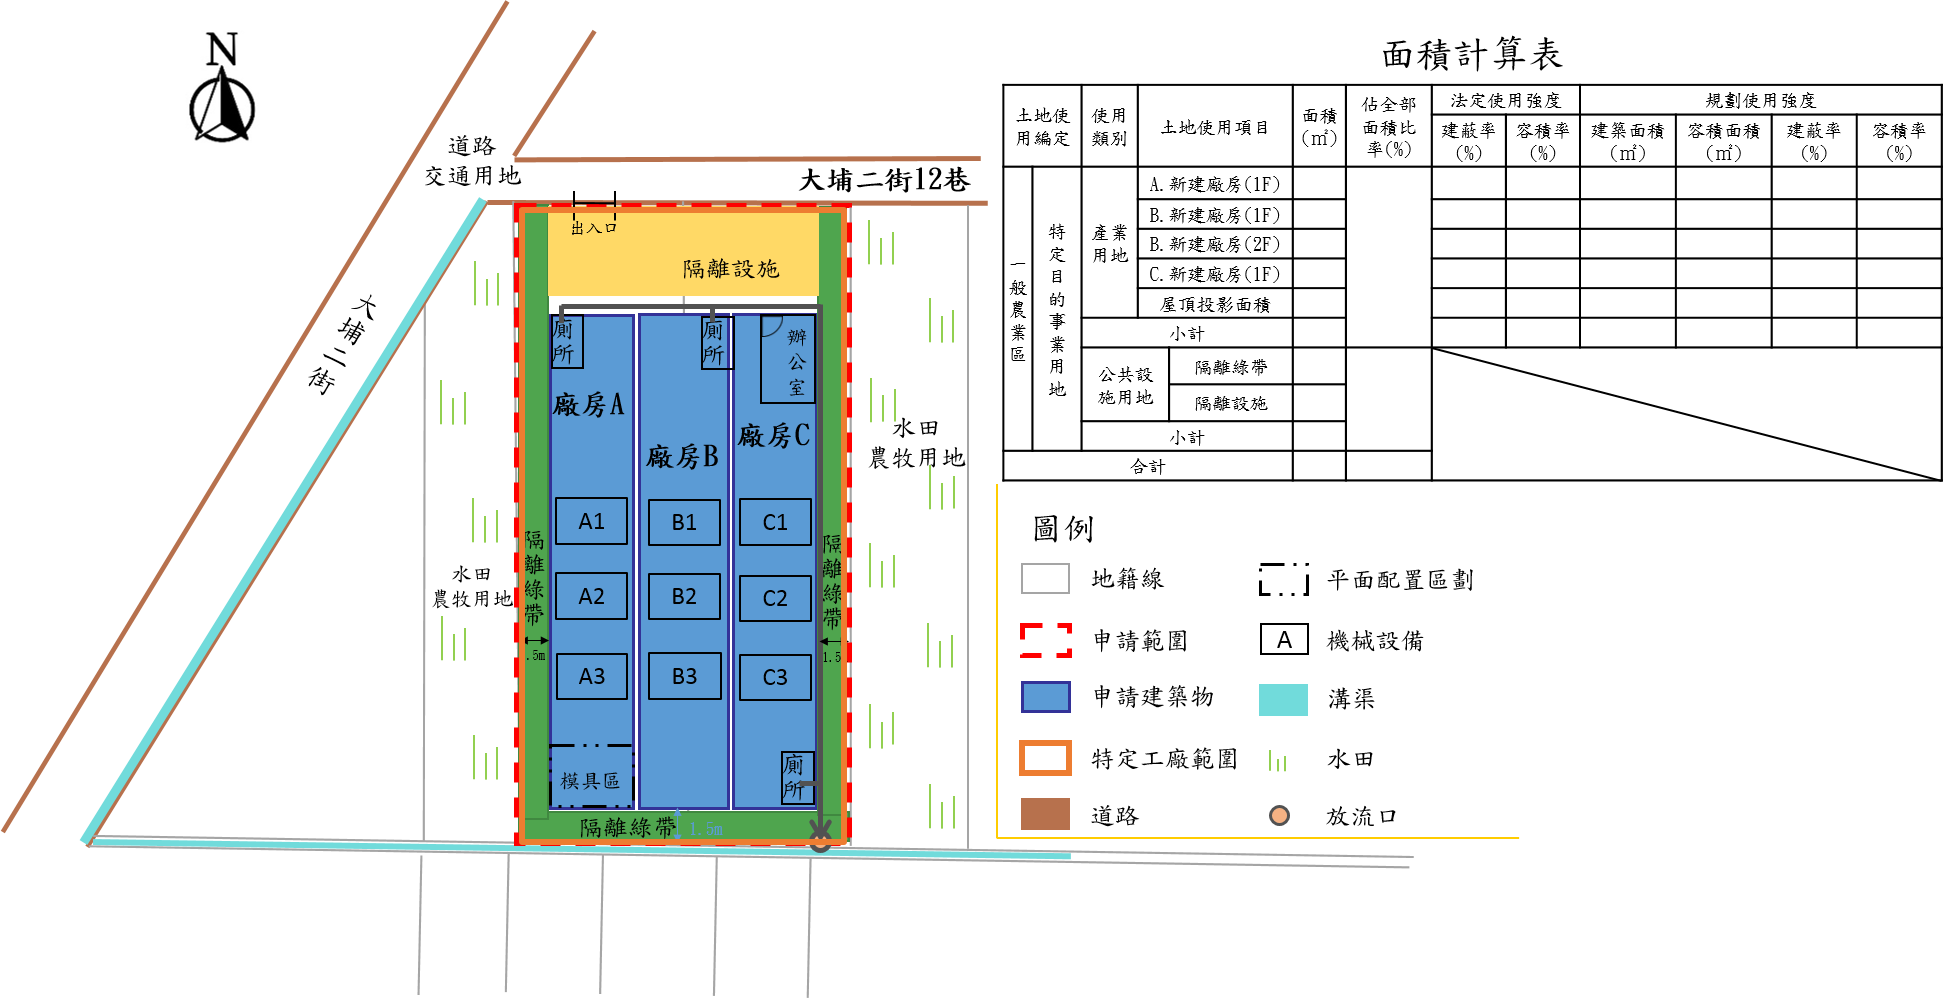 N
道路
交通用地
大埔二街12巷
大埔二街
出入口
隔離設施
廁所
廁所
辦公室
廠房A
廠房B
廠房C
水田
農牧用地
水田
農牧用地
A1
B1
C1
A2
B2
C2
A3
B3
C3
隔離綠帶
.5m
隔離綠帶
1.5
模具區
廁所
隔離綠帶
1.5m
面積計算表
土地使用編定
使用類別
土地使用項目
面積(㎡)
佔全部面積比率(%)
法定使用強度
規劃使用強度
建蔽率(%)
容積率(%)
建築面積(㎡)
容積面積(㎡)
建蔽率(%)
容積率(%)
一般農業區
特定目的事業用地
產業用地
A.新建廠房(1F)
B.新建廠房(1F)
B.新建廠房(2F)
C.新建廠房(1F)
屋頂投影面積
小計
公共設施用地
隔離綠帶
隔離設施
小計
合計
圖例
地籍線
平面配置區劃
申請範圍
A
機械設備
申請建築物
溝渠
特定工廠範圍
水田
道路
放流口